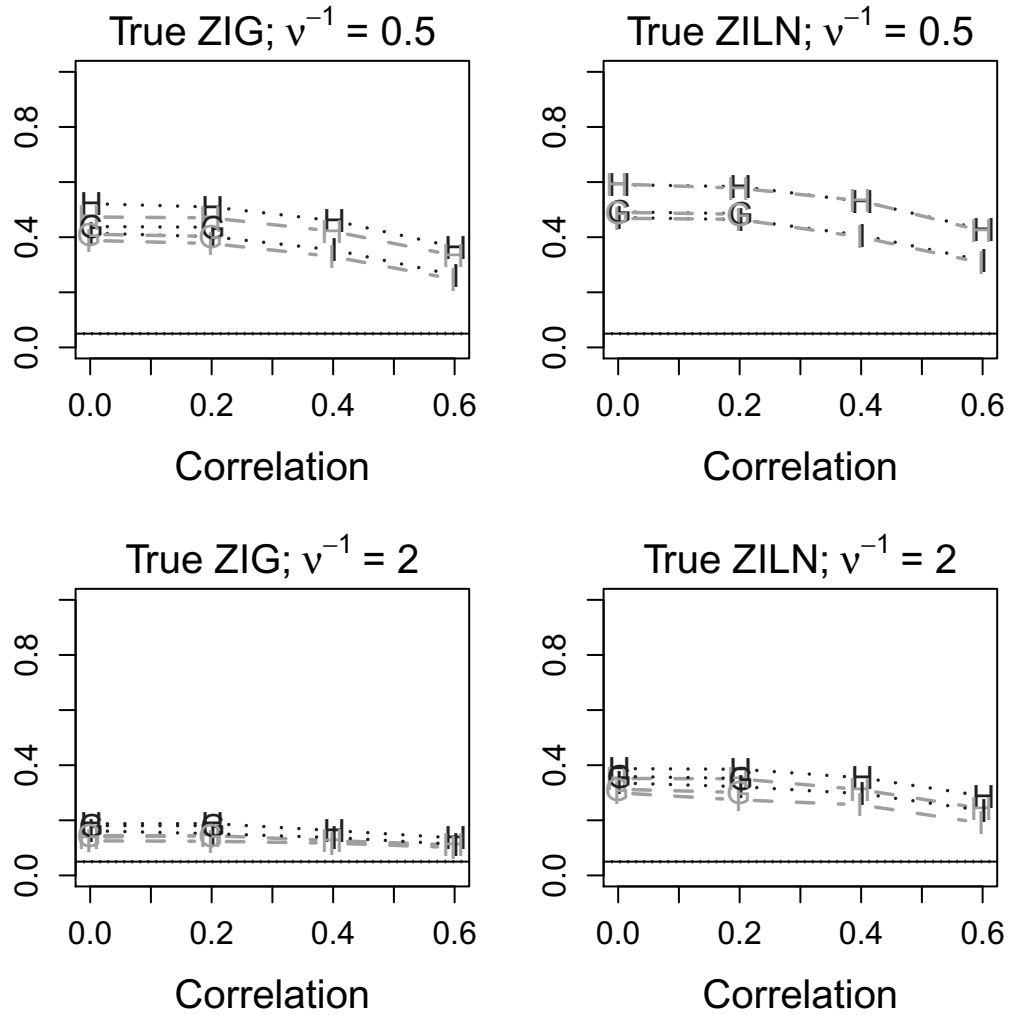 True ZIG; ν⁻¹ = 0.5
0.8
0.4
0.0
H H H H
G G
I I I I
0.0 0.2 0.4 0.6
Correlation
True ZILN; ν⁻¹ = 0.5
0.8
0.4
0.0
H H H H
G G
I I I I
0.0 0.2 0.4 0.6
Correlation
True ZIG; ν⁻¹ = 2
0.8
0.4
0.0
H H H H
G G
I I I I
0.0 0.2 0.4 0.6
Correlation
True ZILN; ν⁻¹ = 2
0.8
0.4
0.0
H H H H
G G
I I I I
0.0 0.2 0.4 0.6
Correlation